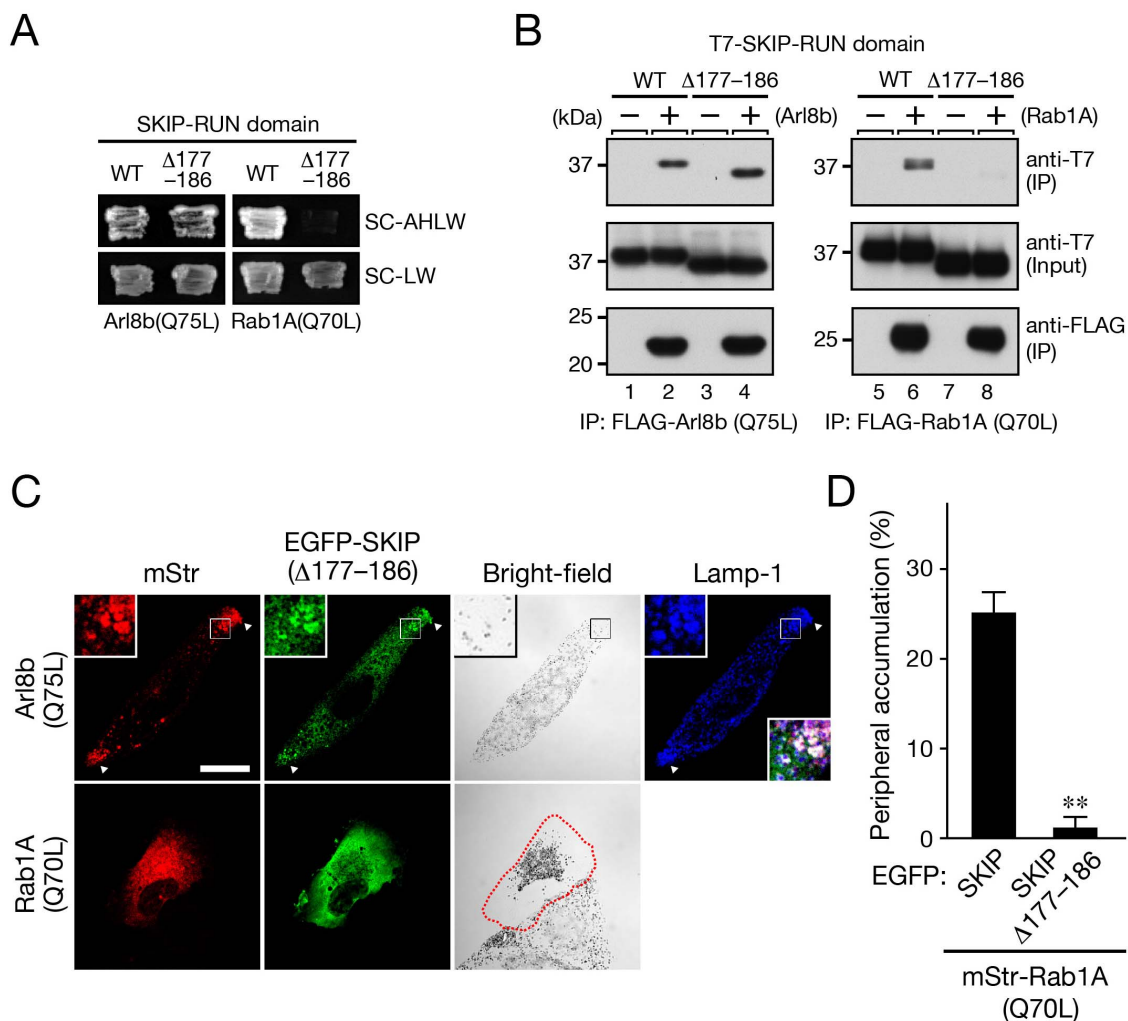 A
SKIP-RUN domain
WT Δ177–186 WT Δ177–186
SC-AHLW
SC-LW
Arl8b(Q75L) Rab1A(Q70L)
B
T7-SKIP-RUN domain
WT Δ177–186 WT Δ177–186
(kDa) − + − + (Arl8b) − + − + (Rab1A)
37 37 anti-T7
(IP)
37 37 anti-T7
(Input)
25 25 anti-FLAG
20 (IP)
1 2 3 4 5 6 7 8
IP: FLAG-Arl8b (Q75L) IP: FLAG-Rab1A (Q70L)
C
mStr EGFP-SKIP
(Δ177–186) Bright-field Lamp-1
Arl8b
(Q75L)
Rab1A
(Q70L)
D
Peripheral accumulation (%)
30
20
10
0
**
EGFP: SKIP SKIP
Δ177–186
mStr-Rab1A
(Q70L)